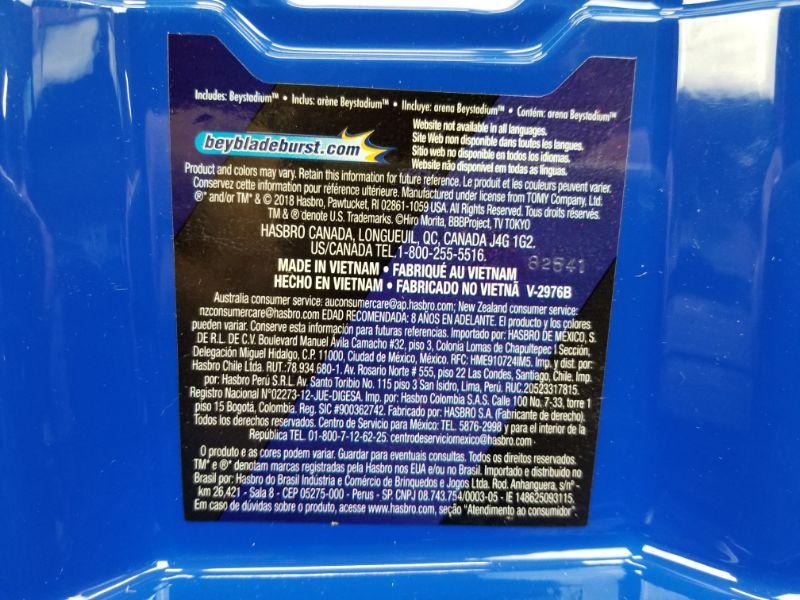 Includes: Beystadium™ • Inclus: arène Beystadium™ • IIncluye: arena Beystadium™ • Contém: arena Beystadium™
beybladeburst.com
Website not available in all languages.
Site Web non disponible dans toutes les langues.
Sitio web no disponible en todos los idiomas.
Website não disponível em todas as línguas.
Product and colors may vary. Retain this information for future reference. Le produit et les couleurs peuvent varier.
Conservez cette information pour référence ultérieure. Manufactured under license from TOMY Company, Ltd.
®* and/or TM* & © 2018 Hasbro, Pawtucket, RI 02861-1059 USA. All Rights Reserved. Tous droits réservés.
TM & ® denote U.S. Trademarks. ©Hiro Morita, BBBProject, TV TOKYO
HASBRO CANADA, LONGUEUIL, QC, CANADA J4G 1G2.
US/CANADA TEL.1-800-255-5516.
82541
MADE IN VIETNAM • FABRIQUÉ AU VIETNAM
HECHO EN VIETNAM • FABRICADO NO VIETNÃ V-2976B
Australia consumer service: auconsumercare@ap.hasbro.com; New Zealand consumer service:
nzconsumercare@hasbro.com EDAD RECOMENDADA: 8 AÑOS EN ADELANTE. El producto y los colores
pueden variar. Conserve esta información para futuras referencias. Importado por: HASBRO DE MÉXICO, S.
DE R.L. DE C.V. Boulevard Manuel Ávila Camacho #32, piso 3, Colonia Lomas de Chapultepec I Sección,
Delegación Miguel Hidalgo, C.P. 11000, Ciudad de México, México. RFC: HME910724IM5. Imp. y dist. por:
Hasbro Chile Ltda. RUT.:78.934.680-1. Av. Rosario Norte # 555, piso 22 Las Condes, Santiago, Chile. Imp.
por: Hasbro Perú S.R.L. Av. Santo Toribio No. 115 piso 3 San Isidro, Lima, Perú. RUC.20523317815.
Registro Nacional N°02273-12-JUE-DIGESA. Imp. por: Hasbro Colombia S.A.S. Calle 100 No. 7-33, torre 1
piso 15 Bogotá, Colombia. Reg. SIC #900362742. Fabricado por: HASBRO S.A. (Fabricante de derecho).
Todos los derechos reservados. Centro de Servicio para México: TEL. 5876-2998 y para el interior de la
República TEL. 01-800-7-12-62-25. centrodeserviciomexico@hasbro.com
O produto e as cores podem variar. Guardar para eventuais consultas. Todos os direitos reservados.
TM* e ®* denotam marcas registradas pela Hasbro nos EUA e/ou no Brasil. Importado e distribuido no
Brasil por: Hasbro do Brasil Indústria e Comércio de Brinquedos e Jogos Ltda. Rod. Anhanguera, s/nº -
km 26,421 - Sala 8 - CEP 05275-000 - Perus - SP. CNPJ 08.743.754/0003-05 - IE 148625093115.
Em caso de dúvidas sobre o produto, acesse www.hasbro.com, seção "Atendimento ao consumidor".